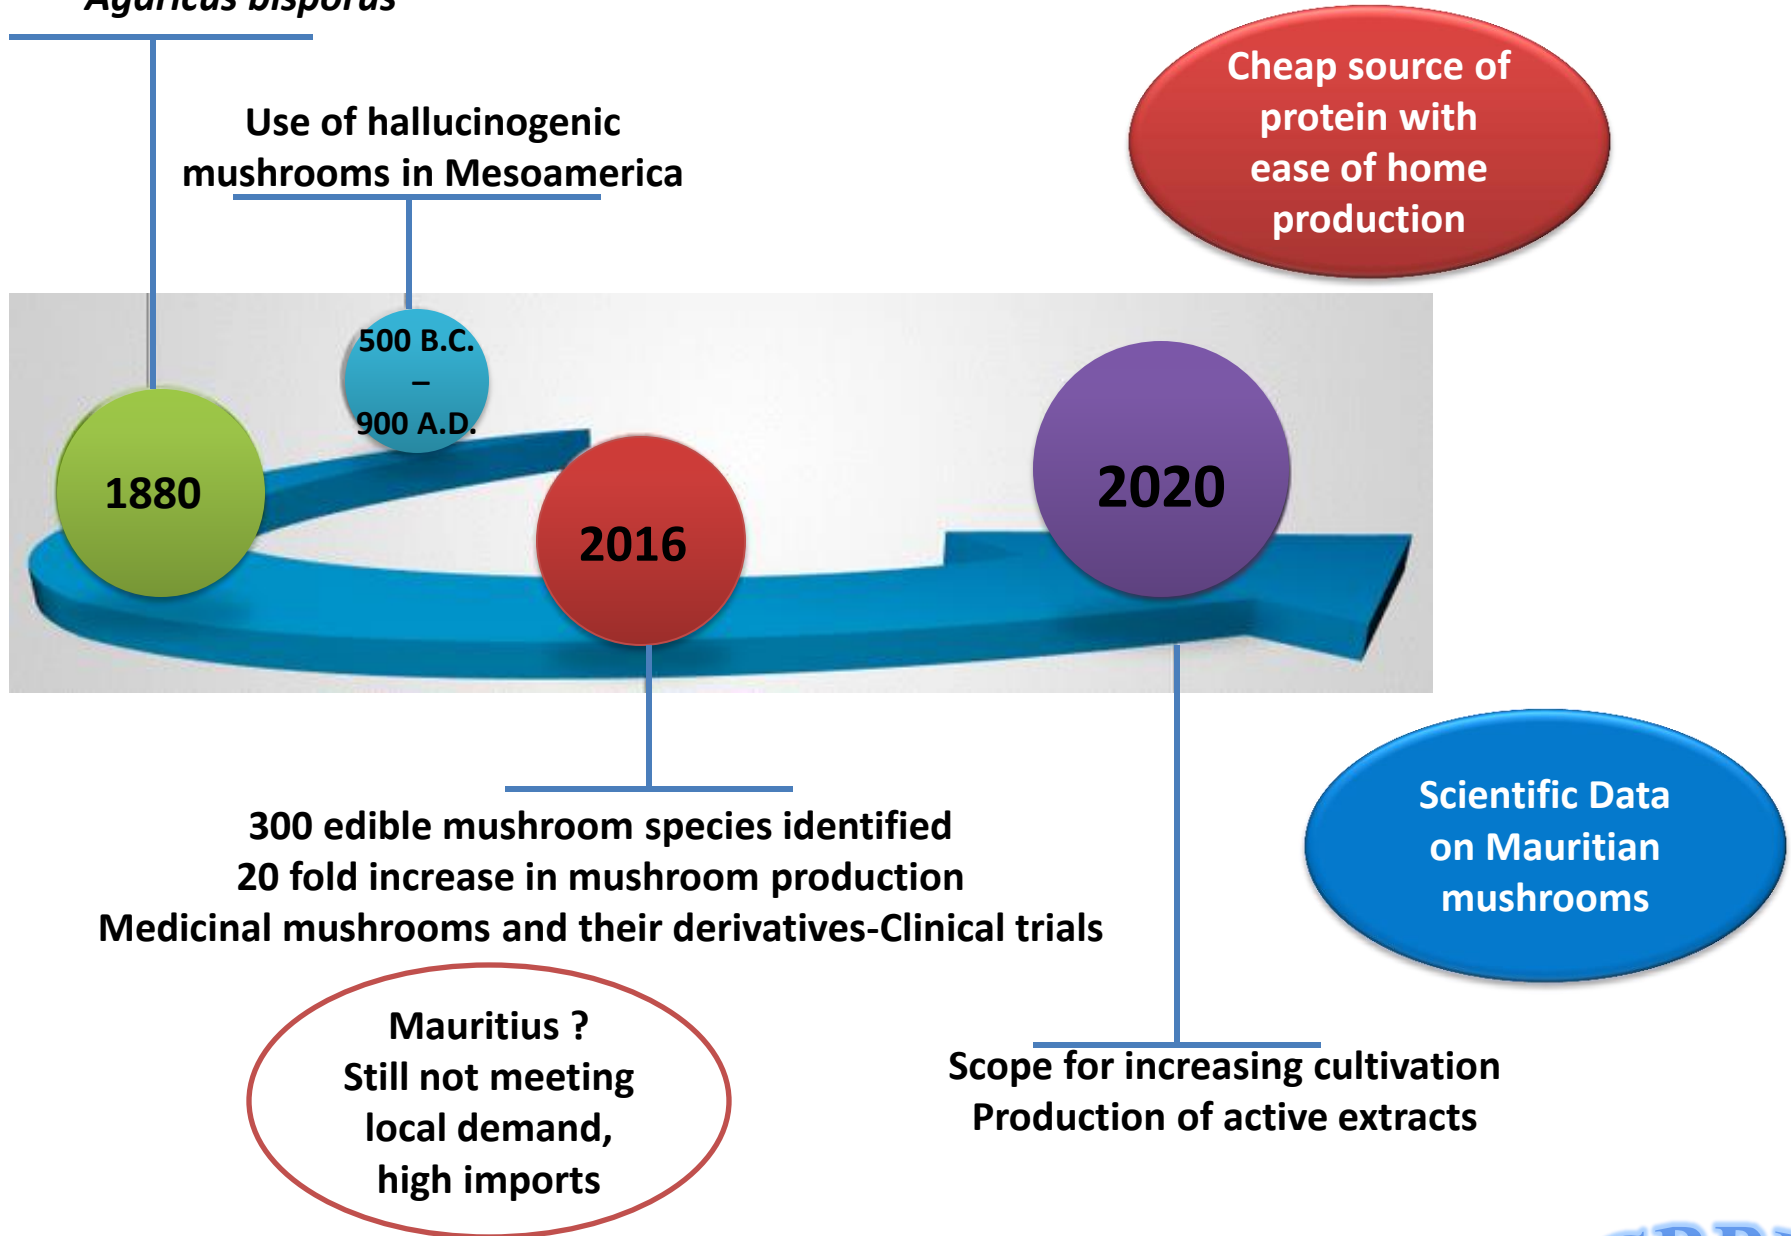 Agaricus bisporus
Use of hallucinogenic
mushrooms in Mesoamerica
Cheap source of
protein with
ease of home
production
500 B.C.
–
900 A.D.
1880
2016
2020
300 edible mushroom species identified
20 fold increase in mushroom production
Medicinal mushrooms and their derivatives-Clinical trials
Scientific Data
on Mauritian
mushrooms
Mauritius ?
Still not meeting
local demand,
high imports
Scope for increasing cultivation
Production of active extracts